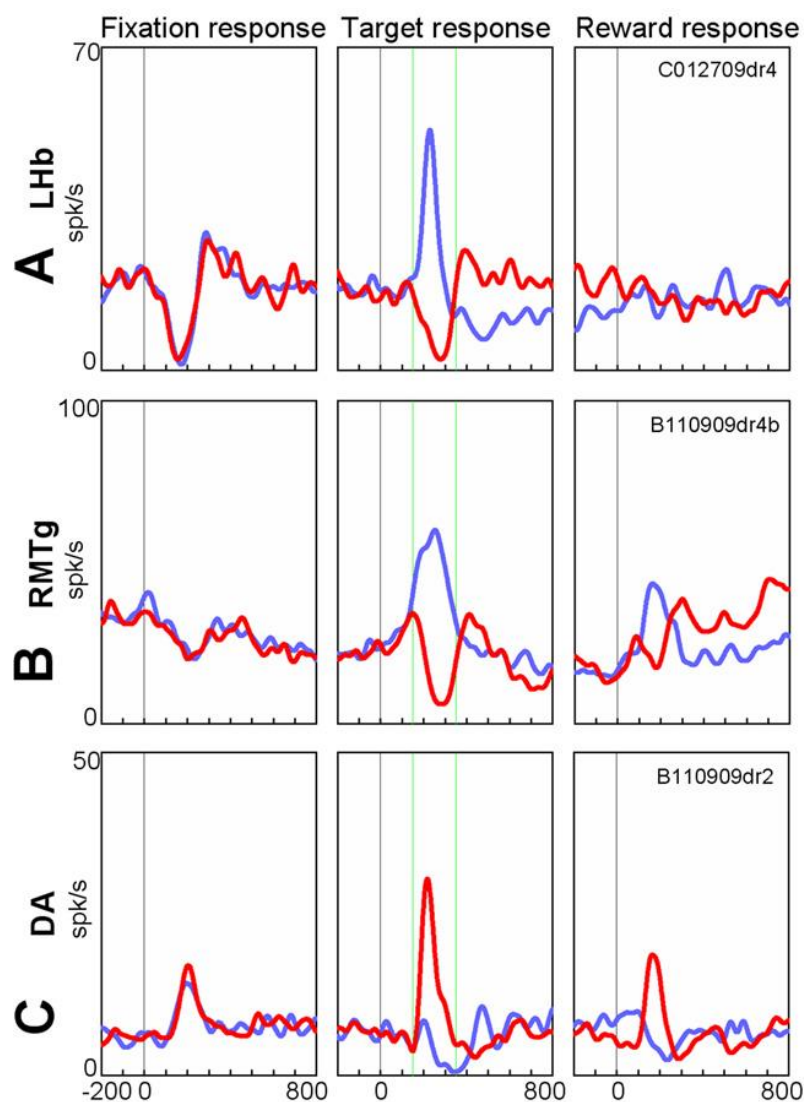 Fixation response Target response Reward response
70
C012709dr4
A LHb
spk/s
0
100
B110909dr4b
B RMTg
spk/s
0
50
B110909dr2
C DA
spk/s
0
-200 0 800 0 800 0 800